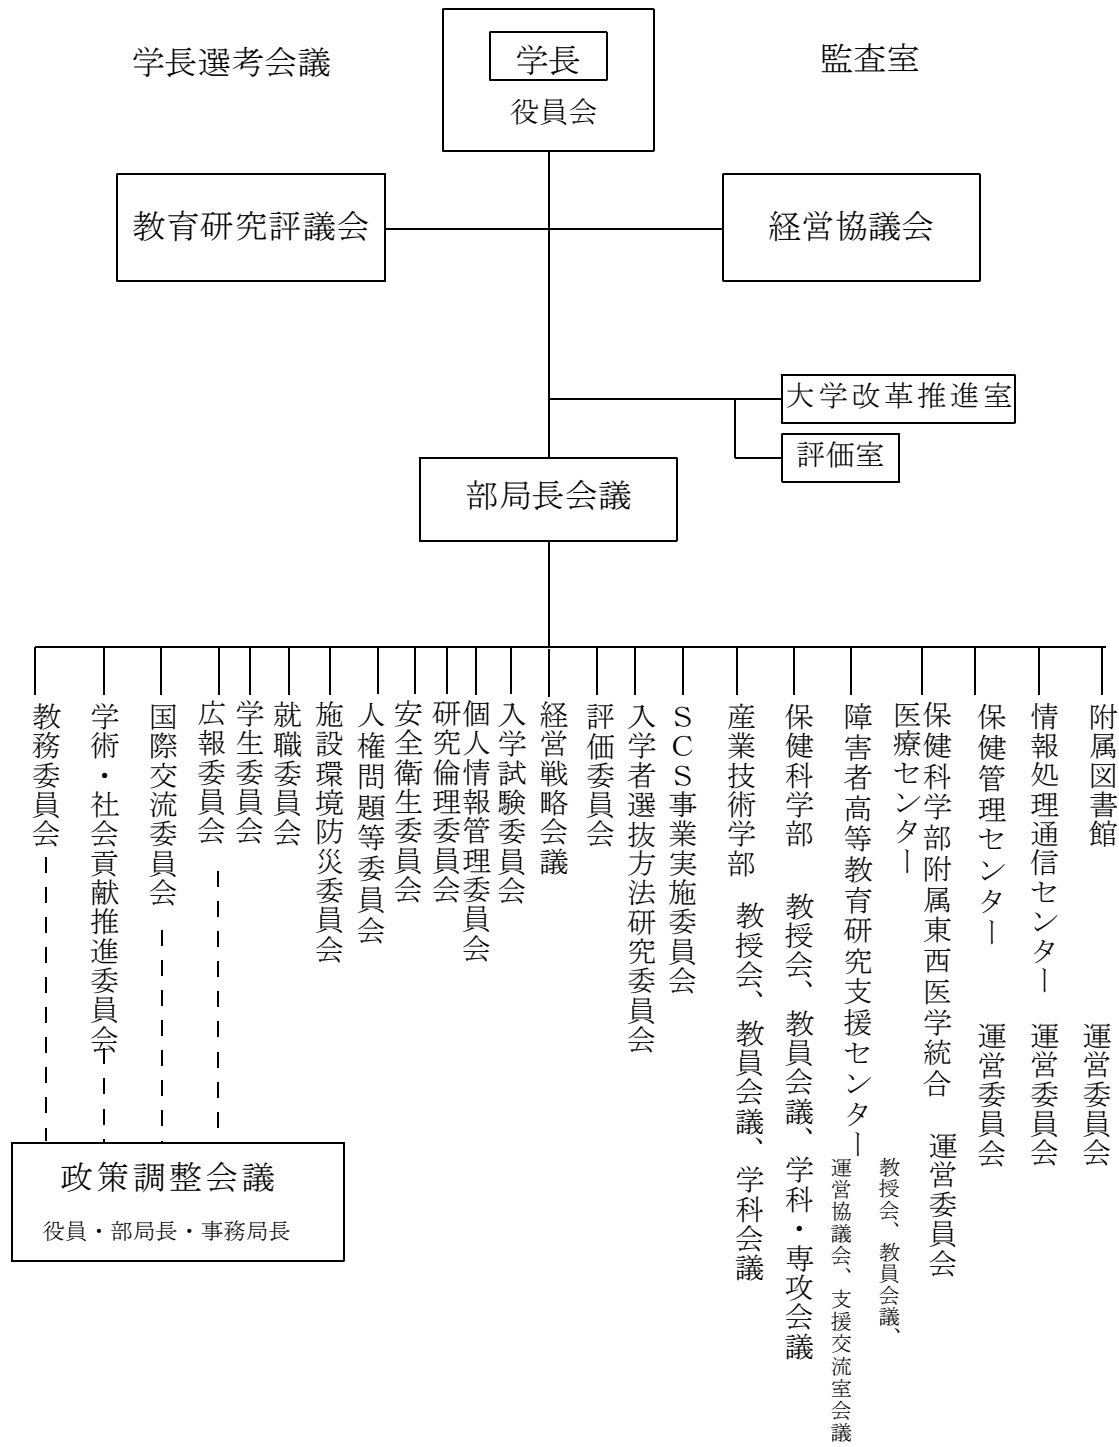 学長選考会議
学長
役員会
監査室
教育研究評議会
経営協議会
大学改革推進室
評価室
部局長会議
教務委員会
学術・社会貢献推進委員会
国際交流委員会
広報委員会
学生委員会
就職委員会
施設環境防災委員会
人権問題等委員会
安全衛生委員会
研究倫理委員会
個人情報管理委員会
入学試験委員会
経営戦略会議
評価委員会
入学者選抜方法研究委員会
ＳＣＳ事業実施委員会
産業技術学部　教授会、教員会議、学科会議
保健科学部　教授会、教員会議、学科・専攻会議
障害者高等教育研究支援センター
教授会、教員会議、
運営協議会、支援交流室会議
保健科学部附属東西医学統合
医療センター
運営委員会
保健管理センター　運営委員会
情報処理通信センター　運営委員会
附属図書館　運営委員会
政策調整会議
役員・部局長・事務局長